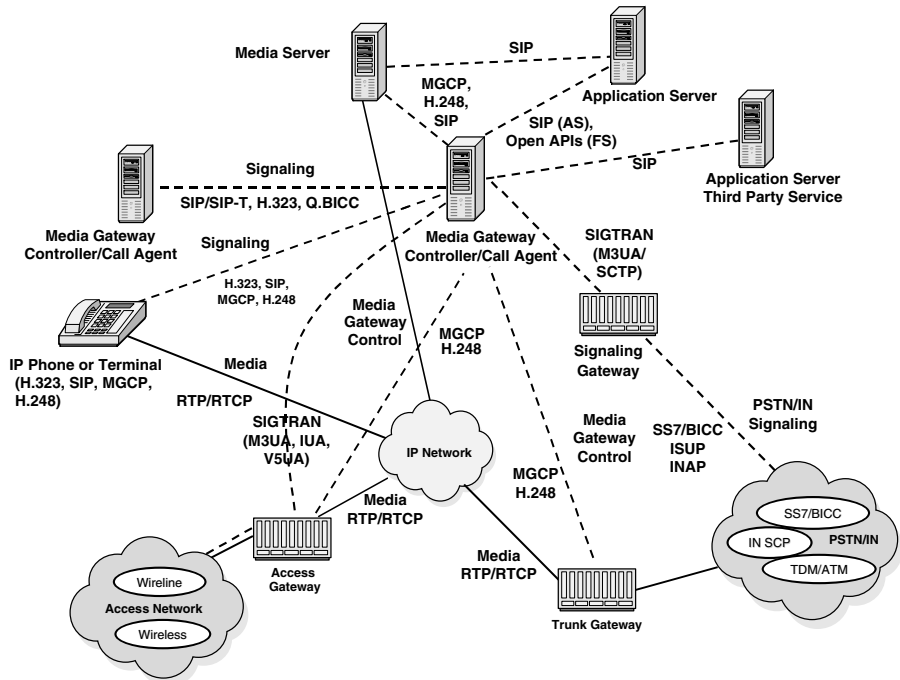 Media Server
SIP
Application Server
MGCP,
H.248,
SIP
SIP (AS),
Open APIs (FS)
SIP
Application Server
Third Party Service
Signaling
SIP/SIP-T, H.323, Q.BICC
Media Gateway
Controller/Call Agent
Media Gateway
Controller/Call Agent
Signaling
H.323, SIP,
MGCP, H.248
SIGTRAN
(M3UA/
SCTP)
Signaling
Gateway
Media
Gateway
Control
MGCP
H.248
IP Phone or Terminal
(H.323, SIP, MGCP,
H.248)
Media
RTP/RTCP
SIGTRAN
(M3UA, IUA,
V5UA)
IP Network
Media
Gateway
Control
SS7/BICC
ISUP
INAP
PSTN/IN
Signaling
MGCP
H.248
Media
RTP/RTCP
Media
RTP/RTCP
Access
Gateway
Trunk Gateway
Wireline
Access Network
Wireless
SS7/BICC
IN SCP
PSTN/IN
TDM/ATM